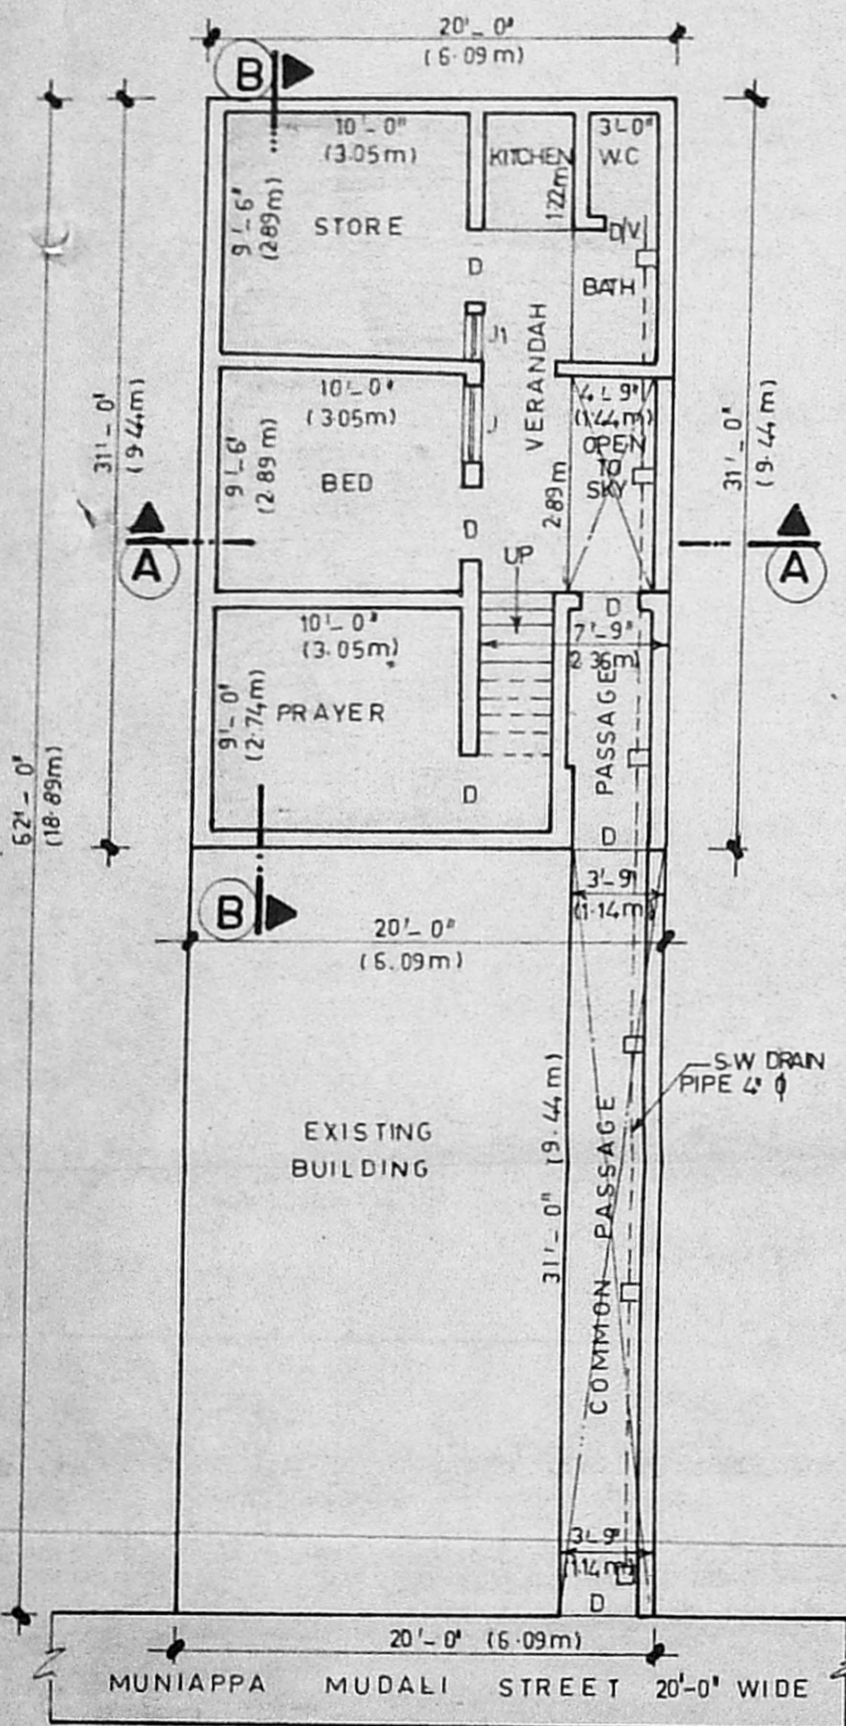 20'-0"
(6.09m)
B
10'-0"
(3.05m)
KITCHEN
3'-0"
W.C
9'-6"
(2.89m)
STORE
1.22m
D/V
D
BATH
J1
VERANDAH
10'-0"
(3.05m)
4'-9"
(1.44m)
OPEN
TO
SKY
31'-0"
(9.44m)
9'-6"
(2.89m)
BED
J
2.89m
31'-0"
(9.44m)
D
A
A
UP
10'-0"
(3.05m)
D
7'-9"
2.36m)
9'-0"
(2.74m)
PRAYER
PASSAGE
62'-0"
(18.89m)
D
D
3'-9"
(1.14m)
B
20'-0"
(6.09m)
S.W DRAIN
PIPE 4" φ
EXISTING
BUILDING
31'-0" (9.44m)
COMMON PASSAGE
3'-9"
(1.14m)
D
20'-0" (6.09m)
MUNIAPPA MUDALI STREET 20'-0" WIDE